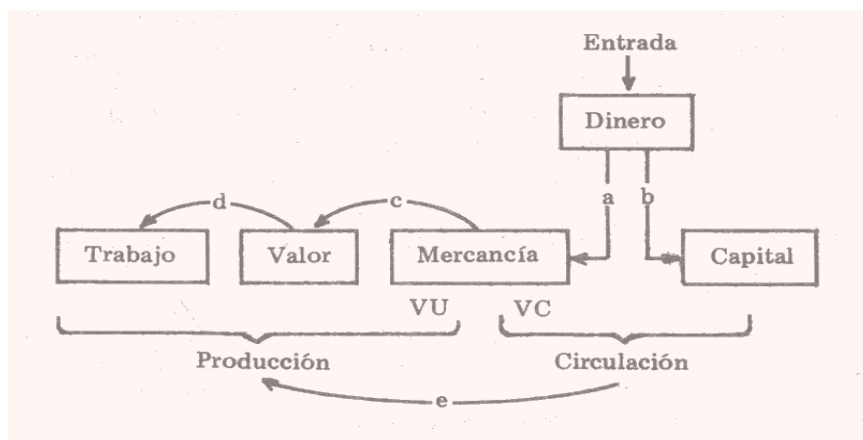 Entrada
Dinero
a b
d c
Trabajo Valor Mercancía Capital
VU VC
Producción Circulación
e